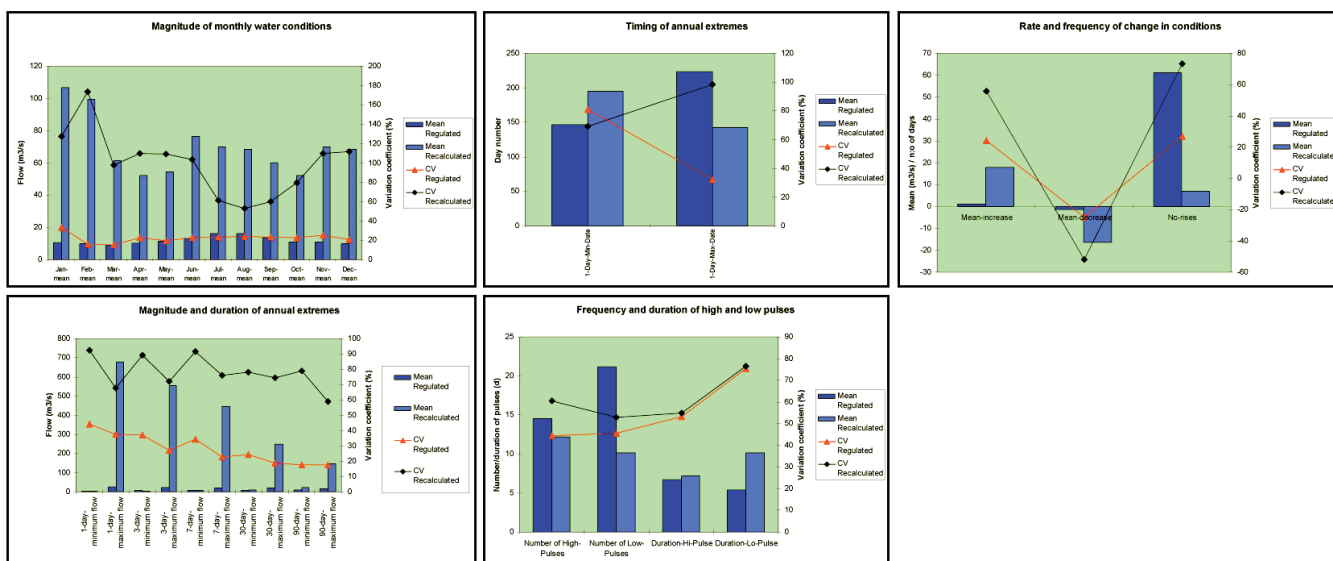 Magnitude of monthly water conditions
120
100
80
60
40
20
0
Flow (m3/s)
200
180
160
140
120
100
80
60
40
20
0
Variation coefficient (%)
Jan-mean
Feb-mean
Mar-mean
Apr-mean
May-mean
Jun-mean
Jul-mean
Aug-mean
Sep-mean
Oct-mean
Nov-mean
Dec-mean
Mean Regulated
Mean Recalculated
CV Regulated
CV Recalculated
Timing of annual extremes
250
200
150
100
50
0
Day number
120
100
80
60
40
20
0
Variation coefficient (%)
1-Day-Min-Date
1-Day-Max-Date
Mean Regulated
Mean Recalculated
CV Regulated
CV Recalculated
Rate and frequency of change in conditions
70
60
50
40
30
20
10
0
-10
-20
-30
Mean (m3/s) / n:o of days
80
60
40
20
0
-20
-40
-60
Variation coefficient (%)
Mean-increase
Mean-decrease
No-rises
Mean Regulated
Mean Recalculated
CV Regulated
CV Recalculated
Magnitude and duration of annual extremes
800
700
600
500
400
300
200
100
0
Flow (m3/s)
100
90
80
70
60
50
40
30
20
10
0
Variation coefficient (%)
1-day-minimum flow
1-day-maximum flow
3-day-minimum flow
3-day-maximum flow
7-day-minimum flow
7-day-maximum flow
30-day-minimum flow
30-day-maximum flow
90-day-minimum flow
90-day-maximum flow
Mean Regulated
Mean Recalculated
CV Regulated
CV Recalculated
Frequency and duration of high and low pulses
25
20
15
10
5
0
Number/duration of pulses (d)
90
80
70
60
50
40
30
20
10
0
Variation coefficient (%)
Number of High-Pulses
Number of Low-Pulses
Duration-Hi-Pulse
Duration-Lo-Pulse
Mean Regulated
Mean Recalculated
CV Regulated
CV Recalculated